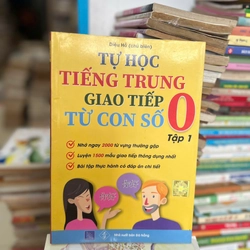 Diệu Hồ (chủ biên)
TỰ HỌC
TIẾNG TRUNG
GIAO TIẾP
TỪ CON SỐ 0
Tập 1
Nhớ ngay 2000 từ vựng thường gặp
Luyện 1500 mẫu giao tiếp thông dụng nhất
Bài tập thực hành có đáp án chi tiết